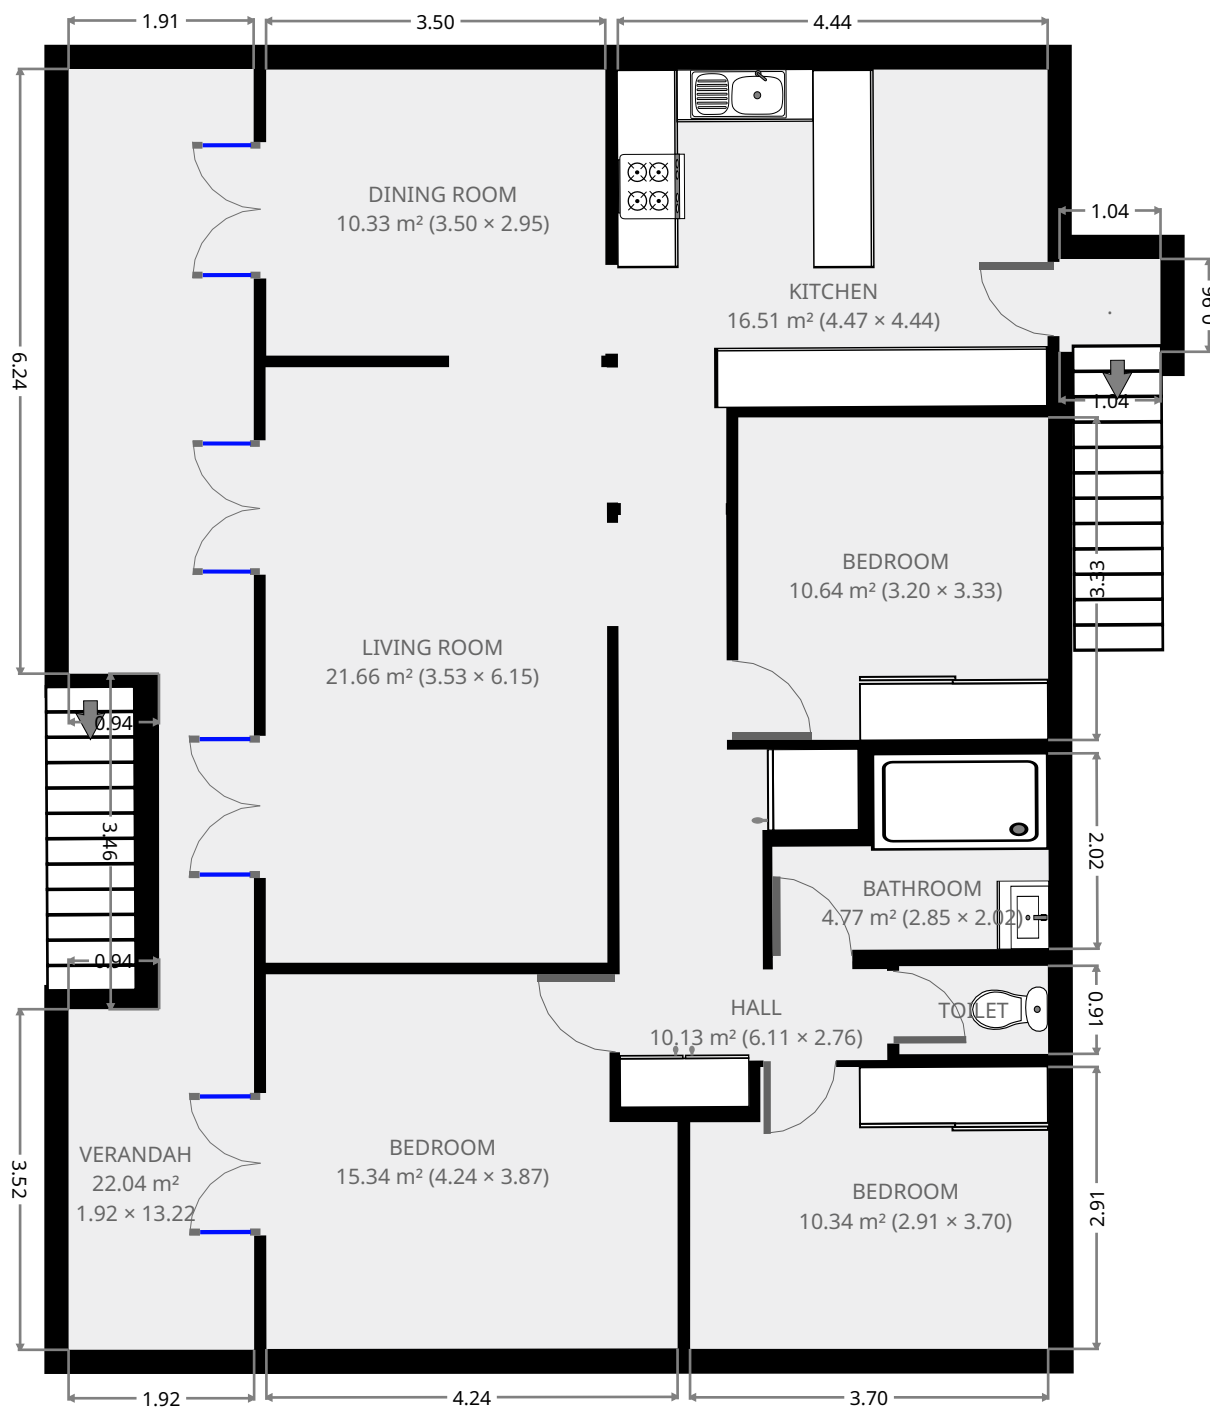 1.91
3.50
4.44
DINING ROOM
10.33 m² (3.50 × 2.95)
1.04
KITCHEN
16.51 m² (4.47 × 4.44)
0.96
6.24
1.04
BEDROOM
10.64 m² (3.20 × 3.33)
3.33
LIVING ROOM
21.66 m² (3.53 × 6.15)
0.94
3.46
2.02
BATHROOM
4.77 m² (2.85 × 2.02)
0.94
HALL
10.13 m² (6.11 × 2.76)
TOILET
0.91
VERANDAH
22.04 m²
1.92 × 13.22
3.52
BEDROOM
15.34 m² (4.24 × 3.87)
BEDROOM
10.34 m² (2.91 × 3.70)
2.91
1.92
4.24
3.70